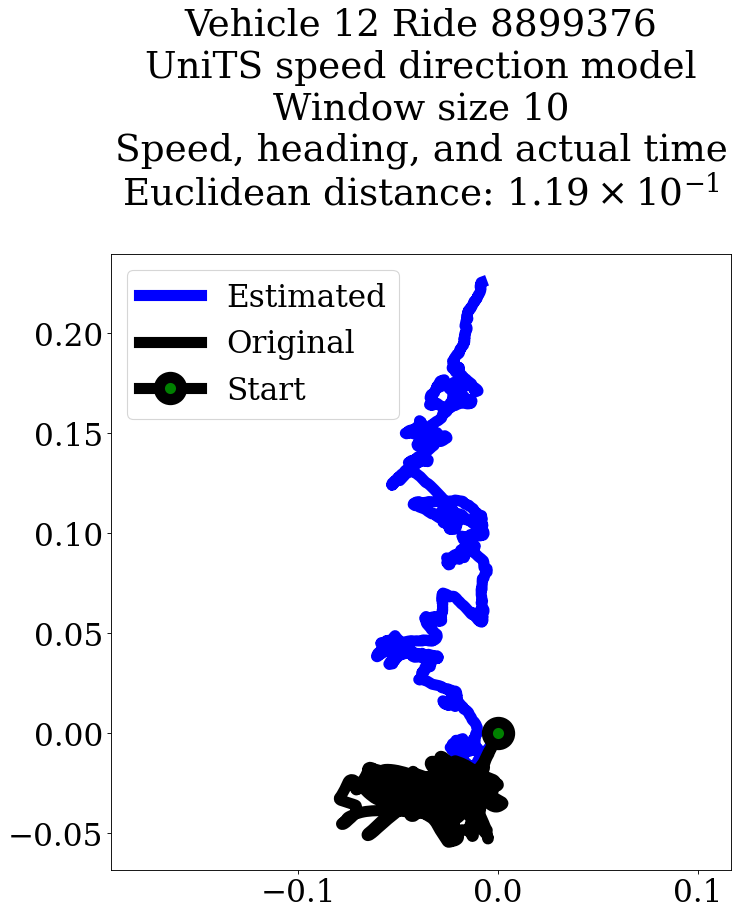 Vehicle 12 Ride 8899376
UniTS speed direction model
Window size 10
Speed, heading, and actual time
Euclidean distance: 1.19 × 10⁻¹
Estimated
Original
Start
0.20
0.15
0.10
0.05
0.00
−0.05
−0.1
0.0
0.1